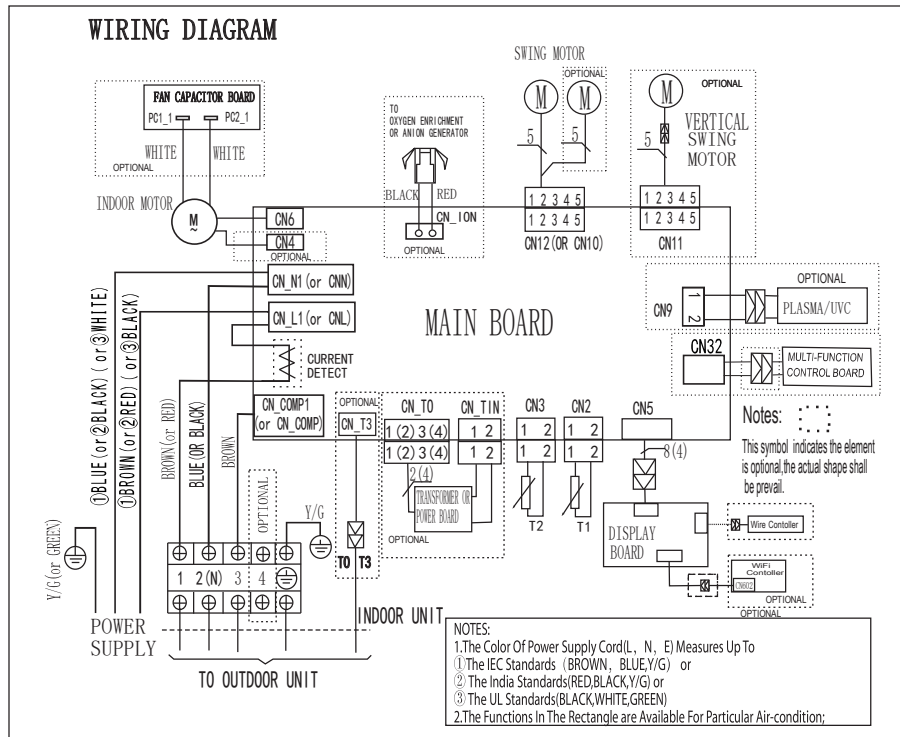 WIRING DIAGRAM
FAN CAPACITOR BOARD
PC1_1 PC2_1
WHITE WHITE
OPTIONAL
INDOOR MOTOR
M
~
CN6
CN4
OPTIONAL
TO
OXYGEN ENRICHMENT
OR ANION GENERATOR
BLACK RED
CN_ION
OPTIONAL
SWING MOTOR
OPTIONAL
M M
5 5
1 2 3 4 5
1 2 3 4 5
CN12(OR CN10)
OPTIONAL
M
VERTICAL
SWING
MOTOR
5
1 2 3 4 5
1 2 3 4 5
CN11
CN_N1(or CNN)
CN_L1(or CNL)
MAIN BOARD
CURRENT
DETECT
CN_COMP1
(or CN_COMP)
OPTIONAL
CN_T3
CN_TO
1(2)3(4)
1(2)3(4)
2(4)
CN_TIN
1 2
1 2
TRANSFORMER OR
POWER BOARD
OPTIONAL
CN3
1 2
1 2
T2
CN2
1 2
1 2
T1
CN5
8(4)
DISPLAY
BOARD
Wire Contoller
WiFi
Contoller
CN602
OPTIONAL
OPTIONAL
CN9
1
2
OPTIONAL
PLASMA/UVC
CN32
MULTI-FUNCTION
CONTROL BOARD
Notes:
This symbol indicates the element
is optional,the actual shape shall
be prevail.
Y/G(or GREEN)
①BLUE(or②BLACK)(or③WHITE)
①BROWN(or②RED)(or③BLACK)
BROWN(or RED)
BLUE(OR BLACK)
BROWN
OPTIONAL
Y/G
1 2(N) 3 4
TO T3
POWER
SUPPLY
INDOOR UNIT
TO OUTDOOR UNIT
NOTES:
1.The Color Of Power Supply Cord(L, N, E) Measures Up To
①The IEC Standards (BROWN, BLUE,Y/G) or
②The India Standards(RED,BLACK,Y/G) or
③The UL Standards(BLACK,WHITE,GREEN)
2.The Functions In The Rectangle are Available For Particular Air-condition;